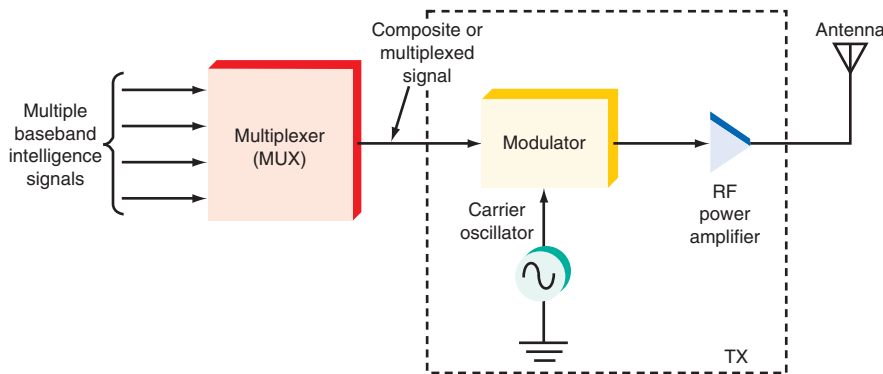 Multiple
baseband
intelligence
signals
Multiplexer
(MUX)
Composite or
multiplexed
signal
Modulator
Carrier
oscillator
RF
power
amplifier
Antenna
TX